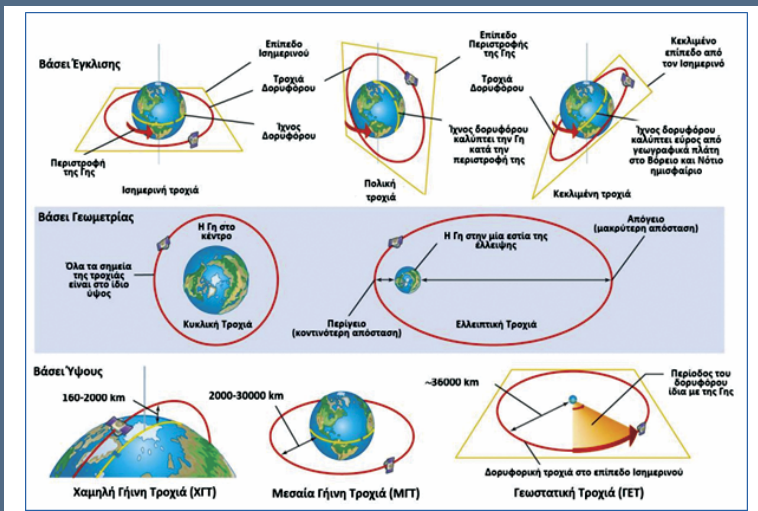 Βάσει Έγκλισης
Επίπεδο
Ισημερινού
Τροχιά
Δορυφόρου
Ίχνος
Δορυφόρου
Περιστροφή
της Γης
Ισημερινή τροχιά
Επίπεδο
Περιστροφής
της Γης
Τροχιά
Δορυφόρου
Ίχνος δορυφόρου
καλύπτει την Γη
κατά την
περιστροφή της
Πολική
τροχιά
Κεκλιμένο
επίπεδο από
τον Ισημερινό
Ίχνος δορυφόρου
καλύπτει εύρος από
γεωγραφικά πλάτη
στο Βόρειο και Νότιο
ημισφαίριο
Κεκλιμένη τροχιά
Βάσει Γεωμετρίας
Η Γη στο
κέντρο
Όλα τα σημεία
της τροχιάς
είναι στο ίδιο
ύψος
Κυκλική Τροχιά
Η Γη στην μία εστία της
έλλειψης
Απόγειο
(μακρύτερη απόσταση)
Περίγειο
(κοντινότερη απόσταση)
Ελλειπτική Τροχιά
Βάσει Ύψους
160-2000 km
Χαμηλή Γήινη Τροχιά (ΧΓΤ)
2000-30000 km
Μεσαία Γήινη Τροχιά (ΜΓΤ)
~36000 km
Περίοδος του
δορυφόρου
ίδια με της Γης
Δορυφορική τροχιά στο επίπεδο Ισημερινού
Γεωστατική Τροχιά (ΓΕΤ)